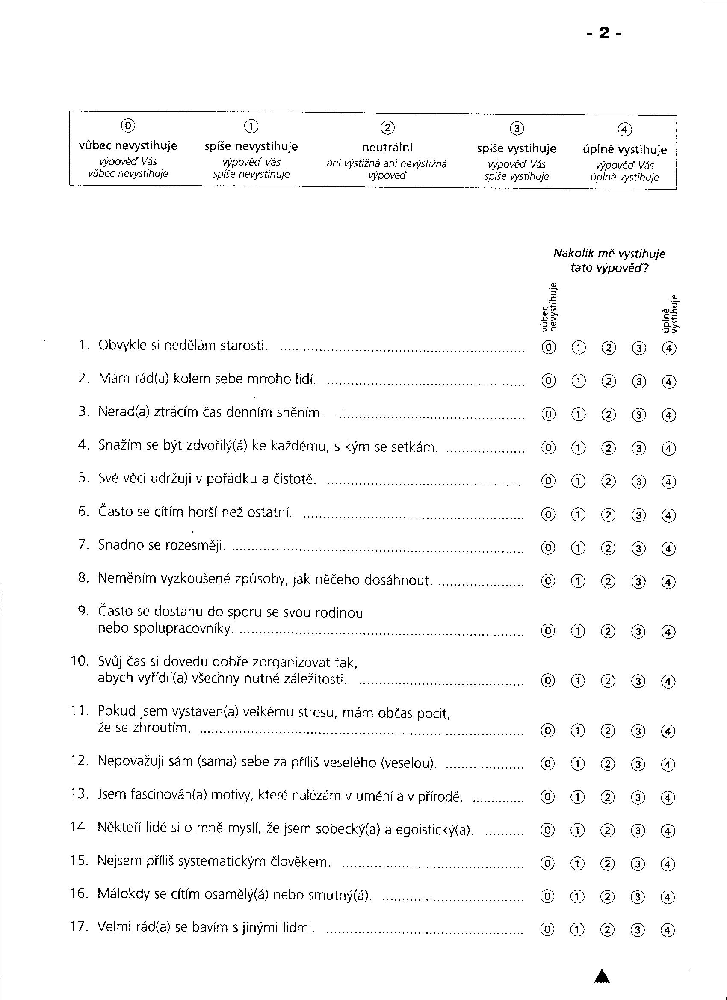 - 2 -
0 1 2 3 4
vůbec nevystihuje spíše nevystihuje neutrální spíše vystihuje úplně vystihuje
výpověď Vás výpověď Vás ani výstižná ani nevýstižná výpověď Vás výpověď Vás
vůbec nevystihuje spíše nevystihuje výpověď spíše vystihuje úplně vystihuje
Nakolik mě vystihuje
tato výpověď?
vůbec
nevystihuje
úplně
vystihuje
1. Obvykle si nedělám starosti. 0 1 2 3 4
2. Mám rád(a) kolem sebe mnoho lidí. 0 1 2 3 4
3. Nerad(a) ztrácím čas denním sněním. 0 1 2 3 4
4. Snažím se být zdvořilý(á) ke každému, s kým se setkám. 0 1 2 3 4
5. Své věci udržuji v pořádku a čistotě. 0 1 2 3 4
6. Často se cítím horší než ostatní. 0 1 2 3 4
7. Snadno se rozesměji. 0 1 2 3 4
8. Neměním vyzkoušené způsoby, jak něčeho dosáhnout. 0 1 2 3 4
9. Často se dostanu do sporu se svou rodinou
nebo spolupracovníky. 0 1 2 3 4
10. Svůj čas si dovedu dobře zorganizovat tak,
abych vyřídil(a) všechny nutné záležitosti. 0 1 2 3 4
11. Pokud jsem vystaven(a) velkému stresu, mám občas pocit,
že se zhroutím. 0 1 2 3 4
12. Nepovažuji sám (sama) sebe za příliš veselého (veselou). 0 1 2 3 4
13. Jsem fascinován(a) motivy, které nalézám v umění a v přírodě. 0 1 2 3 4
14. Někteří lidé si o mně myslí, že jsem sobecký(a) a egoistický(a). 0 1 2 3 4
15. Nejsem příliš systematickým člověkem. 0 1 2 3 4
16. Málokdy se cítím osamělý(á) nebo smutný(á). 0 1 2 3 4
17. Velmi rád(a) se bavím s jinými lidmi. 0 1 2 3 4